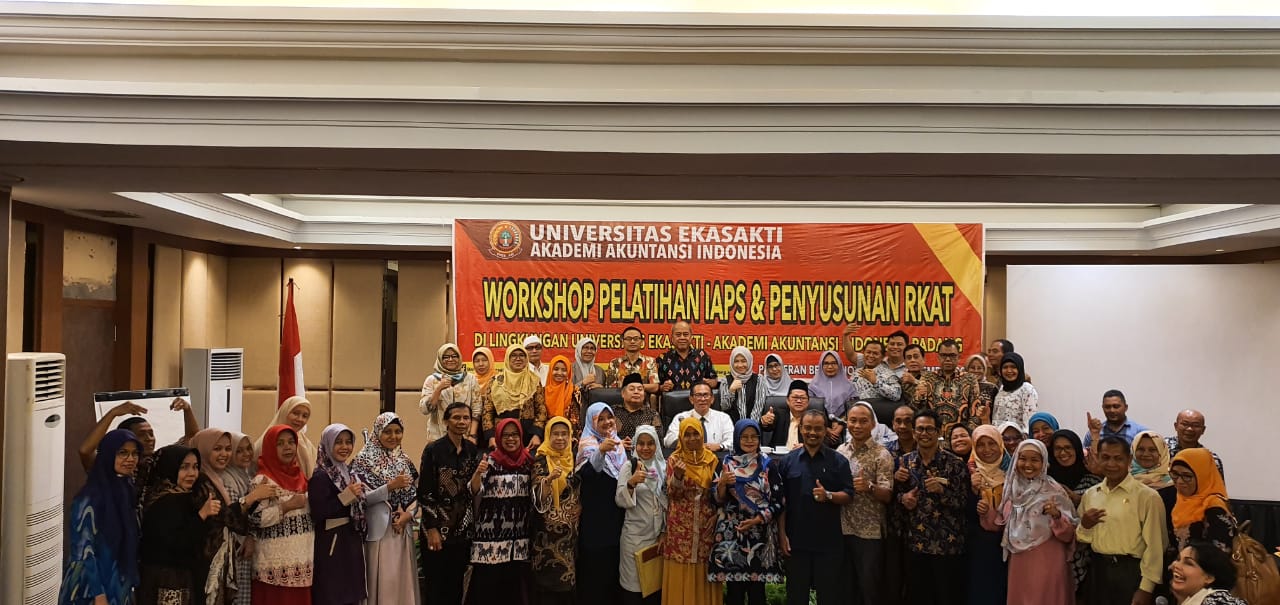 UNIVERSITAS EKASAKTI
AKADEMI AKUNTANSI INDONESIA
WORKSHOP PELATIHAN IAPS & PENYUSUNAN RKAT
DI LINGKUNGAN UNIVERSITAS EKASAKTI - AKADEMI AKUNTANSI INDONESIA PADANG